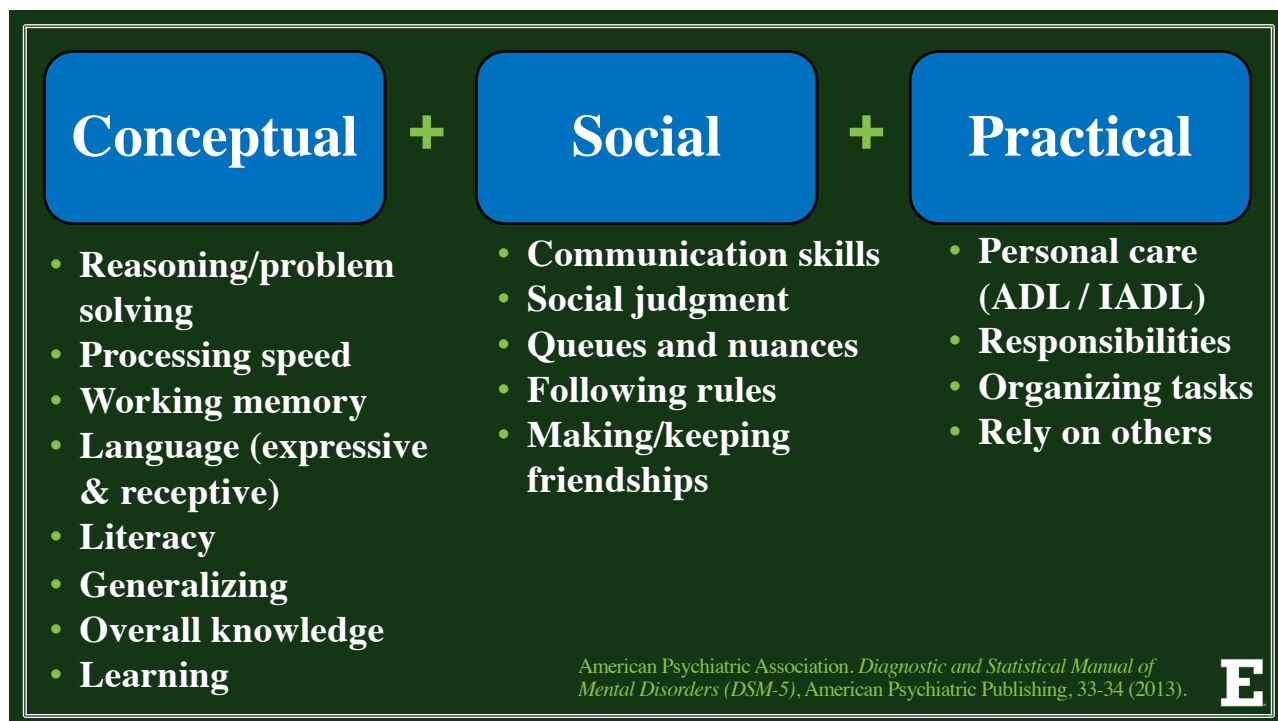 Conceptual + Social + Practical
• Reasoning/problem
solving
• Processing speed
• Working memory
• Language (expressive
& receptive)
• Literacy
• Generalizing
• Overall knowledge
• Learning
• Communication skills
• Social judgment
• Queues and nuances
• Following rules
• Making/keeping
friendships
• Personal care
(ADL / IADL)
• Responsibilities
• Organizing tasks
• Rely on others
American Psychiatric Association. Diagnostic and Statistical Manual of
Mental Disorders (DSM-5), American Psychiatric Publishing, 33-34 (2013).
E